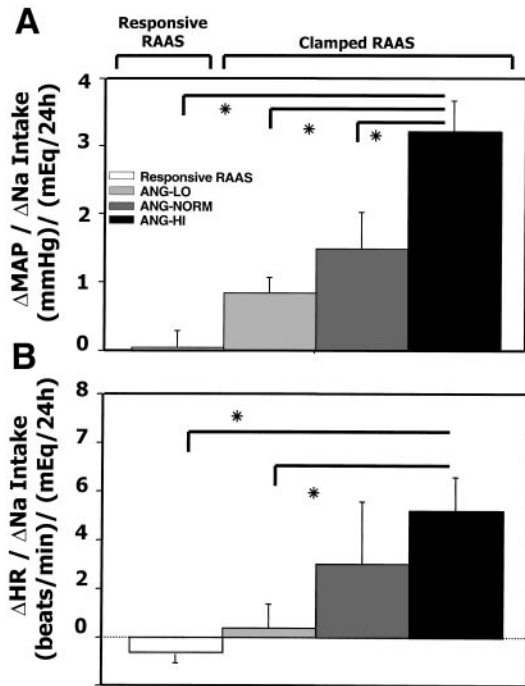 A
Responsive
RAAS
Clamped RAAS
4
3
2
1
0
ΔMAP / ΔNa Intake
(mmHg)/ (mEq/24h)
*
*
*
Responsive RAAS
ANG-LO
ANG-NORM
ANG-HI
B
8
7
6
4
2
0
ΔHR / ΔNa Intake
(beats/min)/ (mEq/24h)
*
*